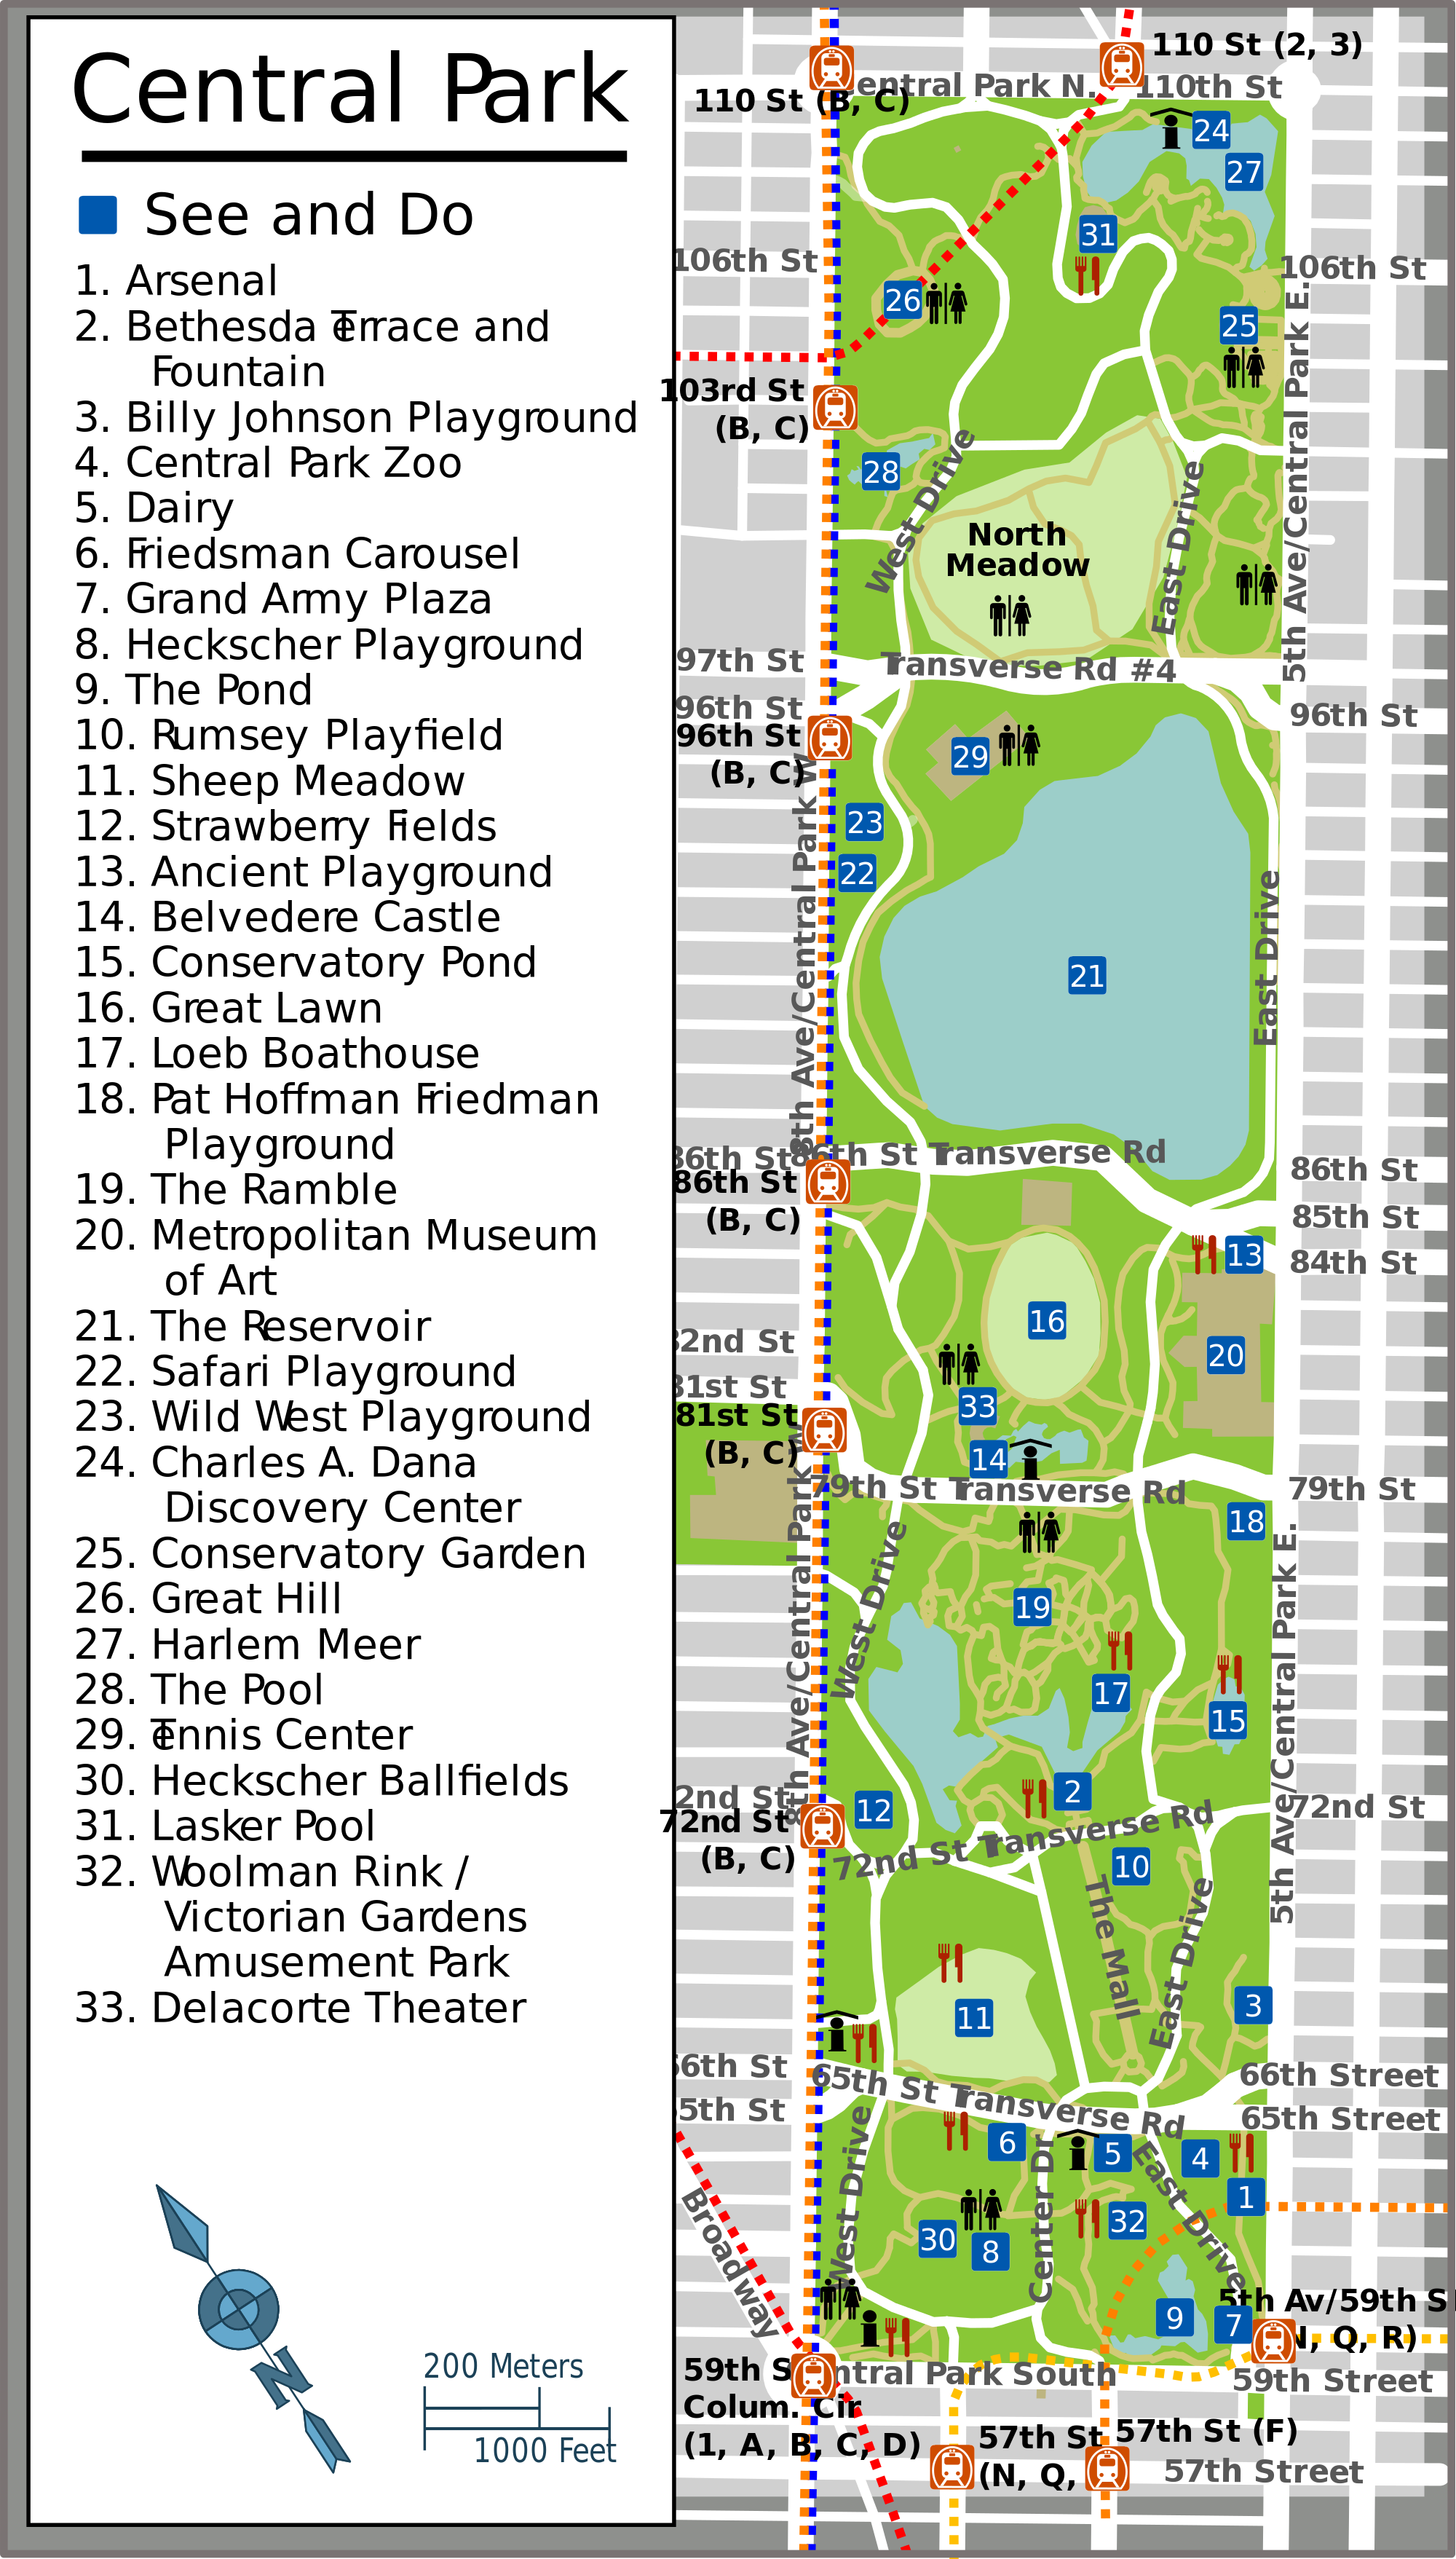 Central Park
See and Do
1. Arsenal
2. Bethesda Terrace and
Fountain
3. Billy Johnson Playground
4. Central Park Zoo
5. Dairy
6. Friedsman Carousel
7. Grand Army Plaza
8. Heckscher Playground
9. The Pond
10. Rumsey Playfield
11. Sheep Meadow
12. Strawberry Fields
13. Ancient Playground
14. Belvedere Castle
15. Conservatory Pond
16. Great Lawn
17. Loeb Boathouse
18. Pat Hoffman Friedman
Playground
19. The Ramble
20. Metropolitan Museum
of Art
21. The Reservoir
22. Safari Playground
23. Wild West Playground
24. Charles A. Dana
Discovery Center
25. Conservatory Garden
26. Great Hill
27. Harlem Meer
28. The Pool
29. Tennis Center
30. Heckscher Ballfields
31. Lasker Pool
32. Woolman Rink /
Victorian Gardens
Amusement Park
33. Delacorte Theater
N
200 Meters
1000 Feet
110 St (2, 3)
entral Park N.
110th St
110 St (B, C)
24
27
31
106th St
106th St
26
25
103rd St
(B, C)
28
West Drive
East Drive
5th Ave/Central Park E.
North
Meadow
97th St
Transverse Rd #4
96th St
96th St
96th St
(B, C)
29
23
22
8th Ave/Central Park W
21
East Drive
86th St
86th St Transverse Rd
86th St
86th St
(B, C)
85th St
84th St
13
16
20
2nd St
81st St
81st St
(B, C)
33
14
79th St Transverse Rd
79th St
18
8th Ave/Central Park W
West Drive
5th Ave/Central Park E.
19
17
15
2
12
2nd St
72nd St
(B, C)
72nd St Transverse Rd
72nd St
10
The Mall
East Drive
11
3
66th St
65th St Transverse Rd
66th Street
5th St
65th Street
6
5
4
1
West Drive
Center Dr
East Drive
32
30
8
Broadway
9
7
5th Av/59th S
N, Q, R)
59th S
Colum. Cir
(1, A, B, C, D)
ntral Park South
59th Street
57th St
(N, Q,
57th St (F)
57th Street